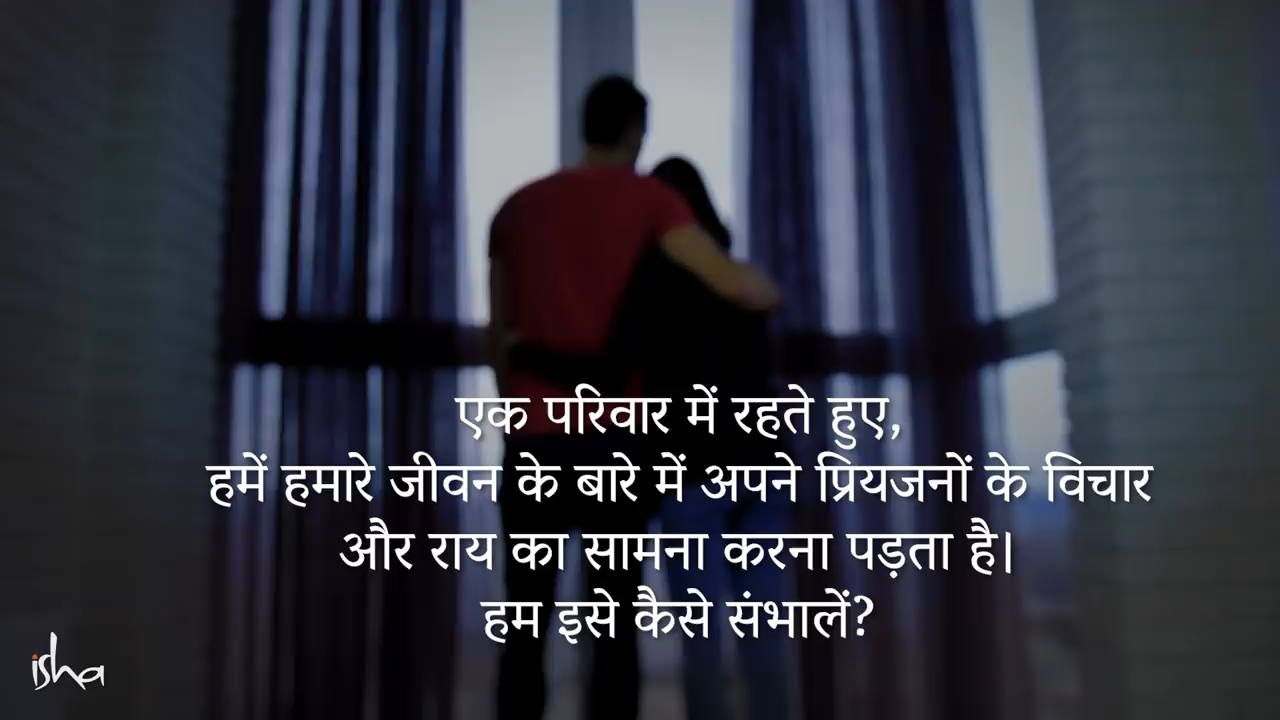 एक परिवार में रहते हुए,
हमें हमारे जीवन के बारे में अपने प्रियजनों के विचार
और राय का सामना करना पड़ता है।
हम इसे कैसे संभालें?
isha